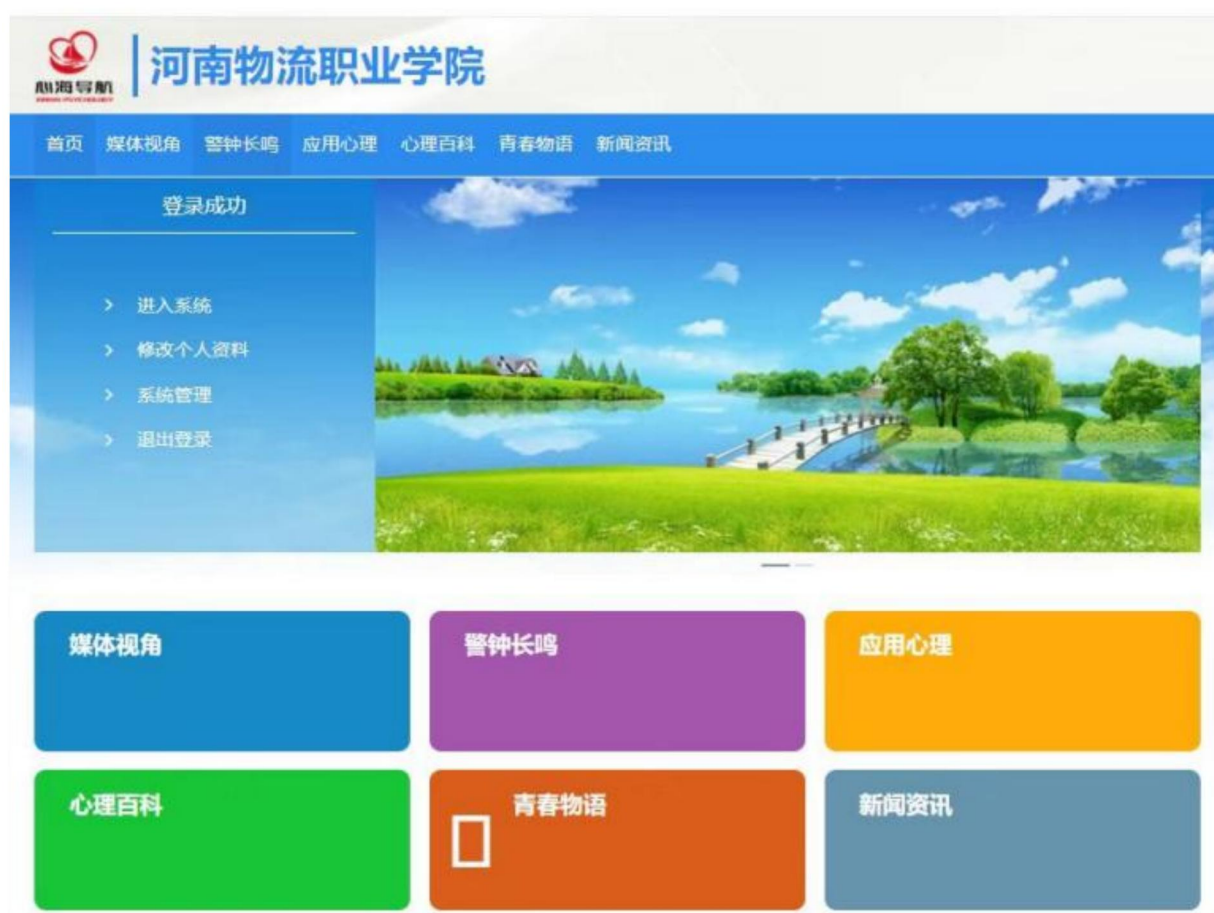 心海导航
河南物流职业学院
首页 媒体视角 警钟长鸣 应用心理 心理百科 青春物语 新闻资讯
登录成功
> 进入系统
> 修改个人资料
> 系统管理
> 退出登录
媒体视角 警钟长鸣 应用心理
心理百科 青春物语 新闻资讯